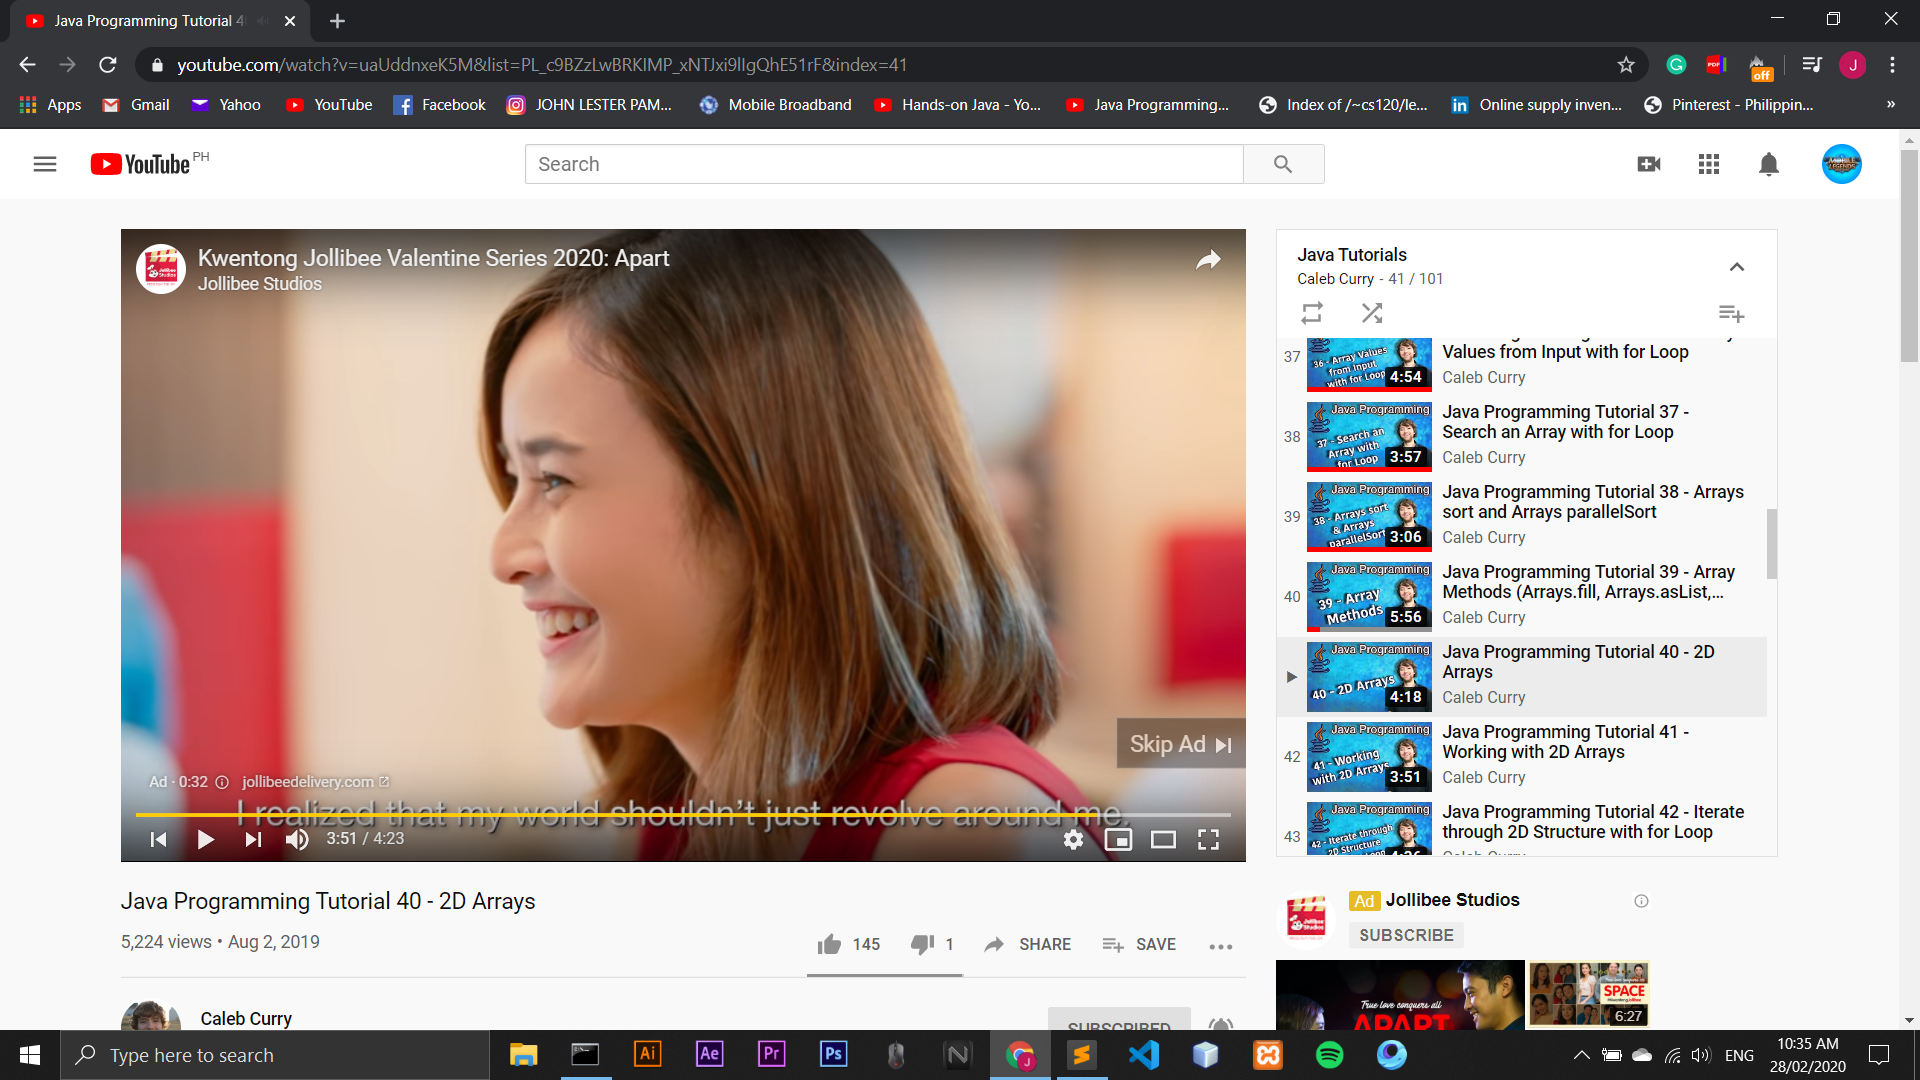 Java Programming Tutorial 4
youtube.com/watch?v=uaUddnxeK5M&list=PL_c9BZzLwBRKIMP_xNTJxi9lIgQhE51rF&index=41
PDF
off
J
Apps
Gmail
Yahoo
YouTube
Facebook
JOHN LESTER PAM...
Mobile Broadband
Hands-on Java - Yo...
Java Programming...
Index of /~cs120/le...
Online supply inven...
Pinterest - Philippin...
»
YouTube PH
Search
MOBILE LEGENDS
Kwentong Jollibee Valentine Series 2020: Apart
Jollibee Studios
Skip Ad
Ad · 0:32
jollibeedelivery.com
I realized that my world shouldn't just revolve around me.
3:51 / 4:23
Java Tutorials
Caleb Curry - 41 / 101
37
36 - Array Values
from Input
with for Loop
4:54
Values from Input with for Loop
Caleb Curry
38
Java Programming
37 - Search an
Array with
for Loop
3:57
Java Programming Tutorial 37 -
Search an Array with for Loop
Caleb Curry
39
Java Programming
38 - Arrays sort
& Arrays
parallelSort
3:06
Java Programming Tutorial 38 - Arrays
sort and Arrays parallelSort
Caleb Curry
40
Java Programming
39 - Array
Methods
5:56
Java Programming Tutorial 39 - Array
Methods (Arrays.fill, Arrays.asList,...
Caleb Curry
Java Programming
40 - 2D Arrays
4:18
Java Programming Tutorial 40 - 2D
Arrays
Caleb Curry
42
Java Programming
41 - Working
with 2D Arrays
3:51
Java Programming Tutorial 41 -
Working with 2D Arrays
Caleb Curry
43
Java Programming
42 - Iterate through
2D Structure
Java Programming Tutorial 42 - Iterate
through 2D Structure with for Loop
Java Programming Tutorial 40 - 2D Arrays
5,224 views • Aug 2, 2019
145
1
SHARE
SAVE
Caleb Curry
SUBSCRIBED
Ad Jollibee Studios
SUBSCRIBE
True love conquers all
APART
SPACE
6:27
Type here to search
Ai
Ae
Pr
Ps
N
J
ENG
10:35 AM
28/02/2020